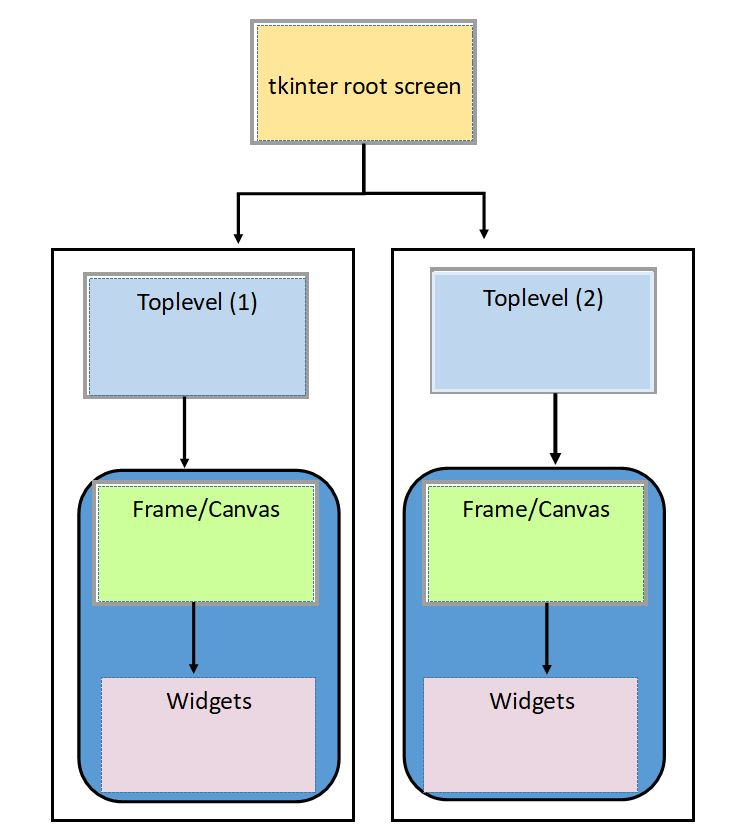 tkinter root screen
Toplevel (1)
Toplevel (2)
Frame/Canvas
Frame/Canvas
Widgets
Widgets